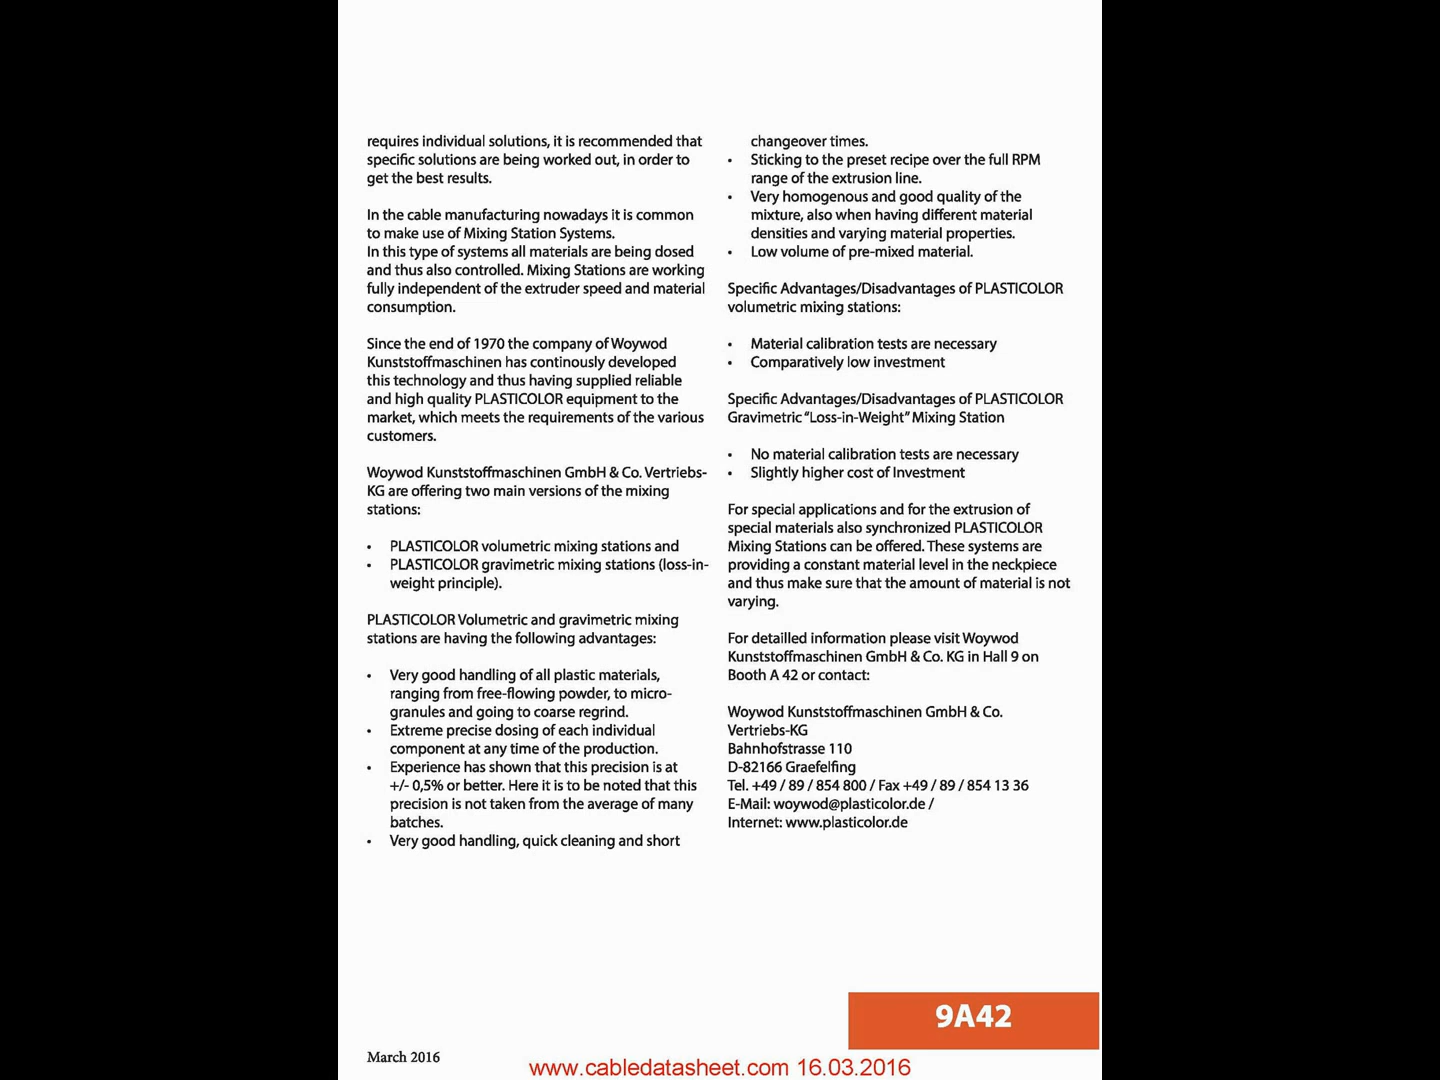 requires individual solutions, it is recommended that
specific solutions are being worked out, in order to
get the best results.
In the cable manufacturing nowadays it is common
to make use of Mixing Station Systems.
In this type of systems all materials are being dosed
and thus also controlled. Mixing Stations are working
fully independent of the extruder speed and material
consumption.
Since the end of 1970 the company of Woywod
Kunststoffmaschinen has continously developed
this technology and thus having supplied reliable
and high quality PLASTICOLOR equipment to the
market, which meets the requirements of the various
customers.
Woywod Kunststoffmaschinen GmbH & Co. Vertriebs-
KG are offering two main versions of the mixing
stations:
• PLASTICOLOR volumetric mixing stations and
• PLASTICOLOR gravimetric mixing stations (loss-in-
weight principle).
PLASTICOLOR Volumetric and gravimetric mixing
stations are having the following advantages:
• Very good handling of all plastic materials,
ranging from free-flowing powder, to micro-
granules and going to coarse regrind.
• Extreme precise dosing of each individual
component at any time of the production.
• Experience has shown that this precision is at
+/- 0,5% or better. Here it is to be noted that this
precision is not taken from the average of many
batches.
• Very good handling, quick cleaning and short
changeover times.
• Sticking to the preset recipe over the full RPM
range of the extrusion line.
• Very homogenous and good quality of the
mixture, also when having different material
densities and varying material properties.
• Low volume of pre-mixed material.
Specific Advantages/Disadvantages of PLASTICOLOR
volumetric mixing stations:
• Material calibration tests are necessary
• Comparatively low investment
Specific Advantages/Disadvantages of PLASTICOLOR
Gravimetric “Loss-in-Weight” Mixing Station
• No material calibration tests are necessary
• Slightly higher cost of Investment
For special applications and for the extrusion of
special materials also synchronized PLASTICOLOR
Mixing Stations can be offered. These systems are
providing a constant material level in the neckpiece
and thus make sure that the amount of material is not
varying.
For detailled information please visit Woywod
Kunststoffmaschinen GmbH & Co. KG in Hall 9 on
Booth A 42 or contact:
Woywod Kunststoffmaschinen GmbH & Co.
Vertriebs-KG
Bahnhofstrasse 110
D-82166 Graefelfing
Tel. +49 / 89 / 854 800 / Fax +49 / 89 / 854 13 36
E-Mail: woywod@plasticolor.de /
Internet: www.plasticolor.de
9A42
March 2016
www.cabledatasheet.com 16.03.2016